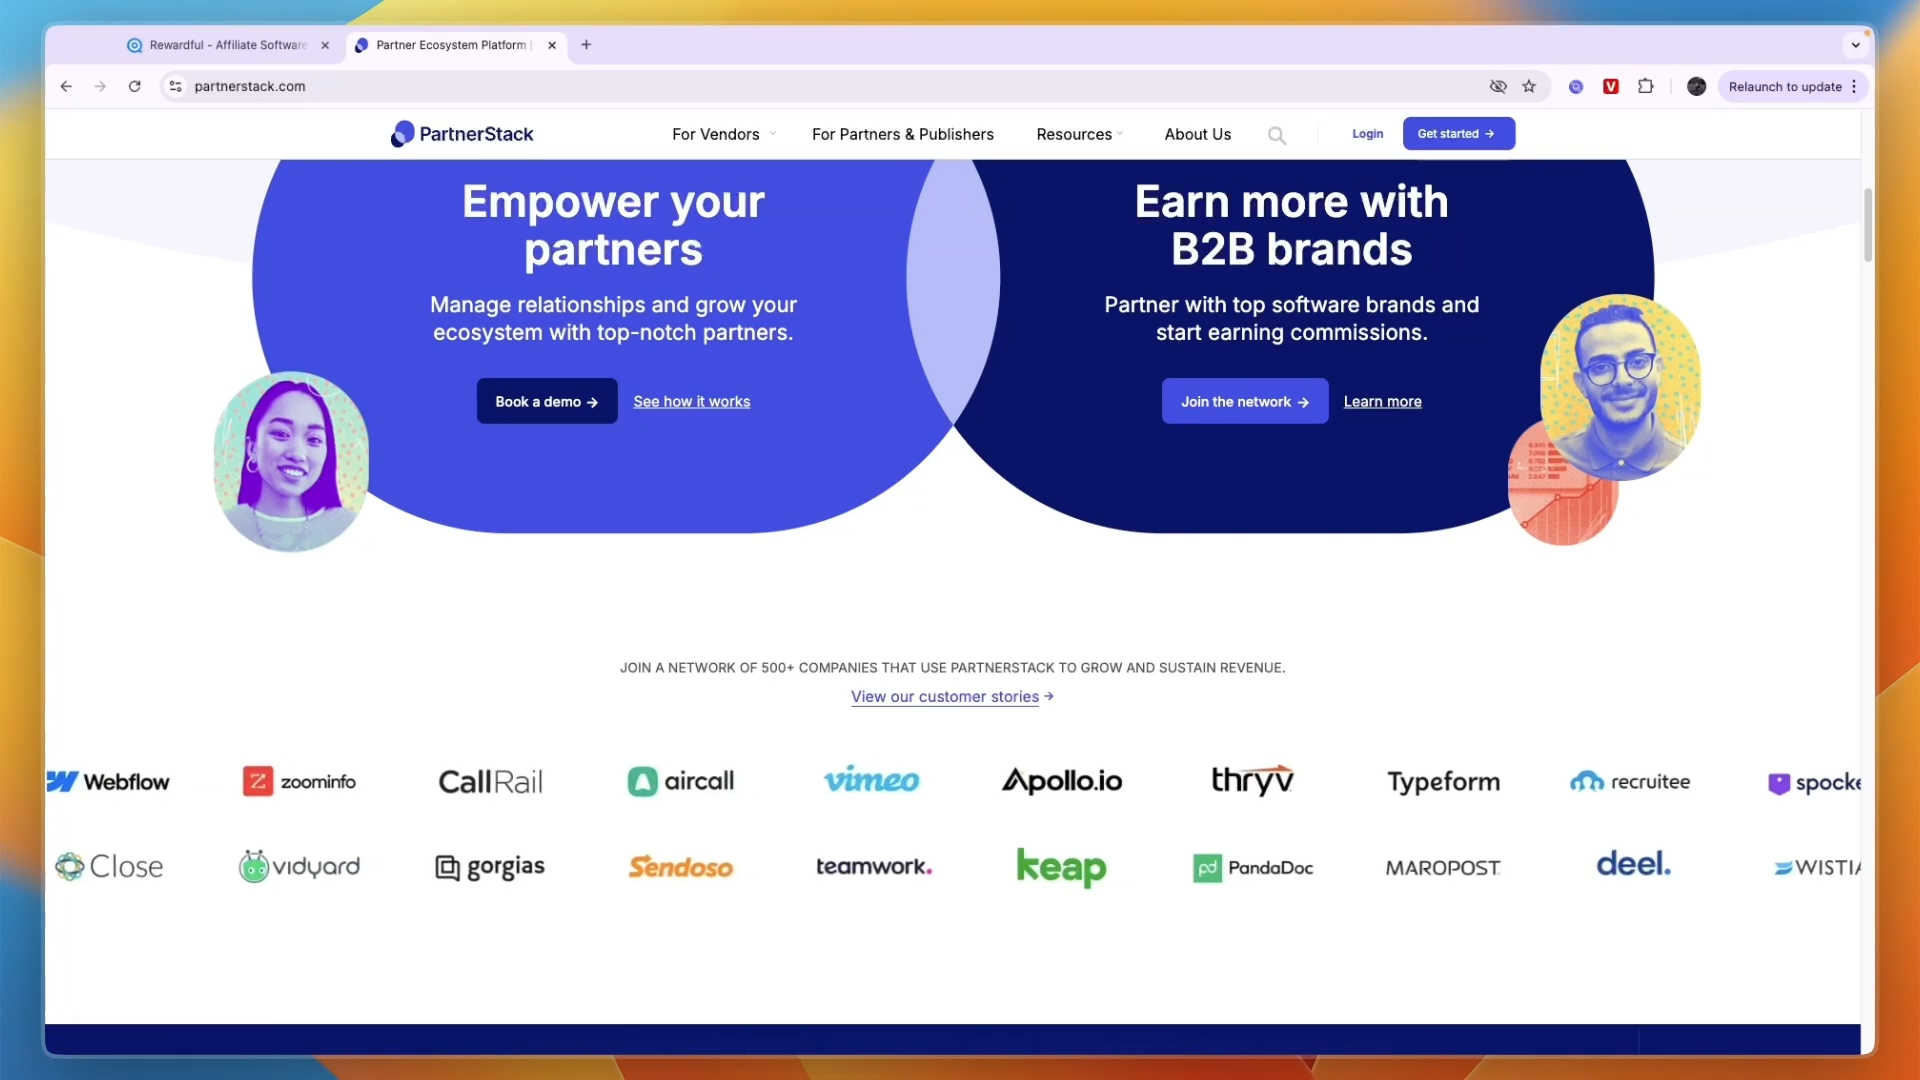 Rewardful - Affiliate Software
Partner Ecosystem Platform |
partnerstack.com
Relaunch to update
PartnerStack
For Vendors
For Partners & Publishers
Resources
About Us
Login
Get started →
Empower your
partners
Manage relationships and grow your
ecosystem with top-notch partners.
Book a demo →
See how it works
Earn more with
B2B brands
Partner with top software brands and
start earning commissions.
Join the network →
Learn more
JOIN A NETWORK OF 500+ COMPANIES THAT USE PARTNERSTACK TO GROW AND SUSTAIN REVENUE.
View our customer stories →
Webflow
zoominfo
CallRail
aircall
vimeo
Apollo.io
thryv
Typeform
recruitee
spocke
Close
vidyard
gorgias
Sendoso
teamwork.
keap
pd PandaDoc
MAROPOST
deel.
WISTIA